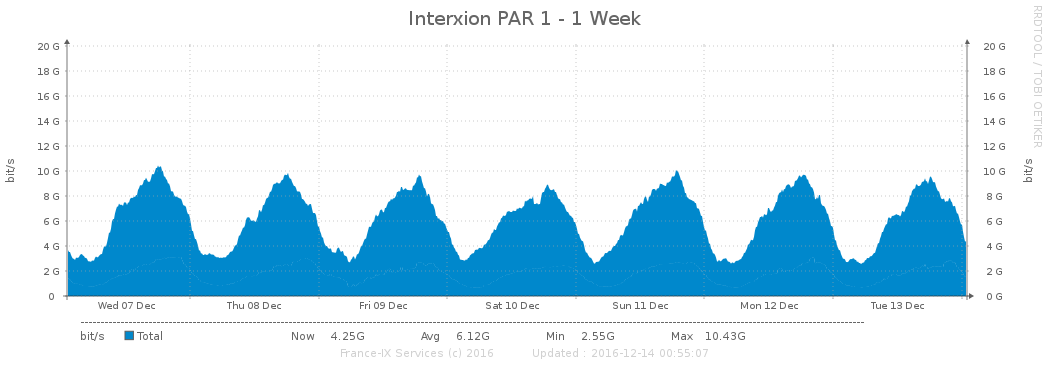 Interxion PAR 1 - 1 Week
RRDTOOL / TOBI OETIKER
bit/s
bit/s
20 G 20 G
18 G 18 G
16 G 16 G
14 G 14 G
12 G 12 G
10 G 10 G
8 G 8 G
6 G 6 G
4 G 4 G
2 G 2 G
0 0 G
Wed 07 Dec Thu 08 Dec Fri 09 Dec Sat 10 Dec Sun 11 Dec Mon 12 Dec Tue 13 Dec
bit/s Total Now 4.25G Avg 6.12G Min 2.55G Max 10.43G
France-IX Services (c) 2016 Updated : 2016-12-14 00:55:07